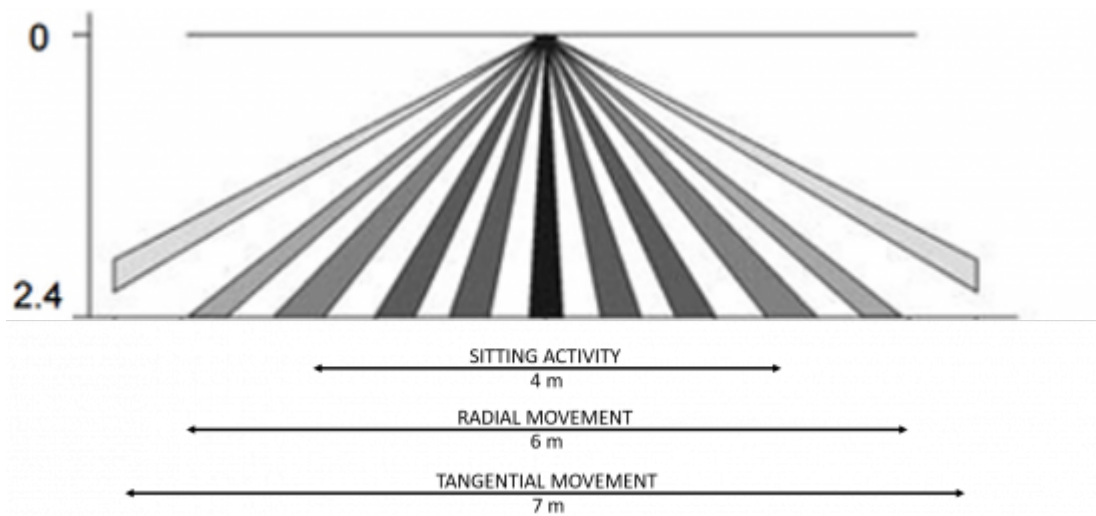 0
2.4
SITTING ACTIVITY
4 m
RADIAL MOVEMENT
6 m
TANGENTIAL MOVEMENT
7 m